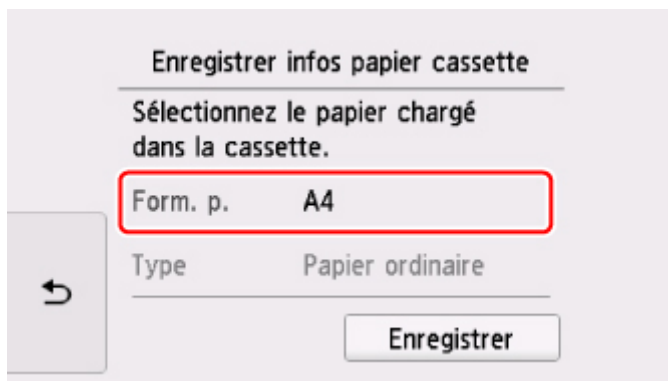 Enregistrer infos papier cassette
Sélectionnez le papier chargé
dans la cassette.
Form. p. A4
Type Papier ordinaire
Enregistrer